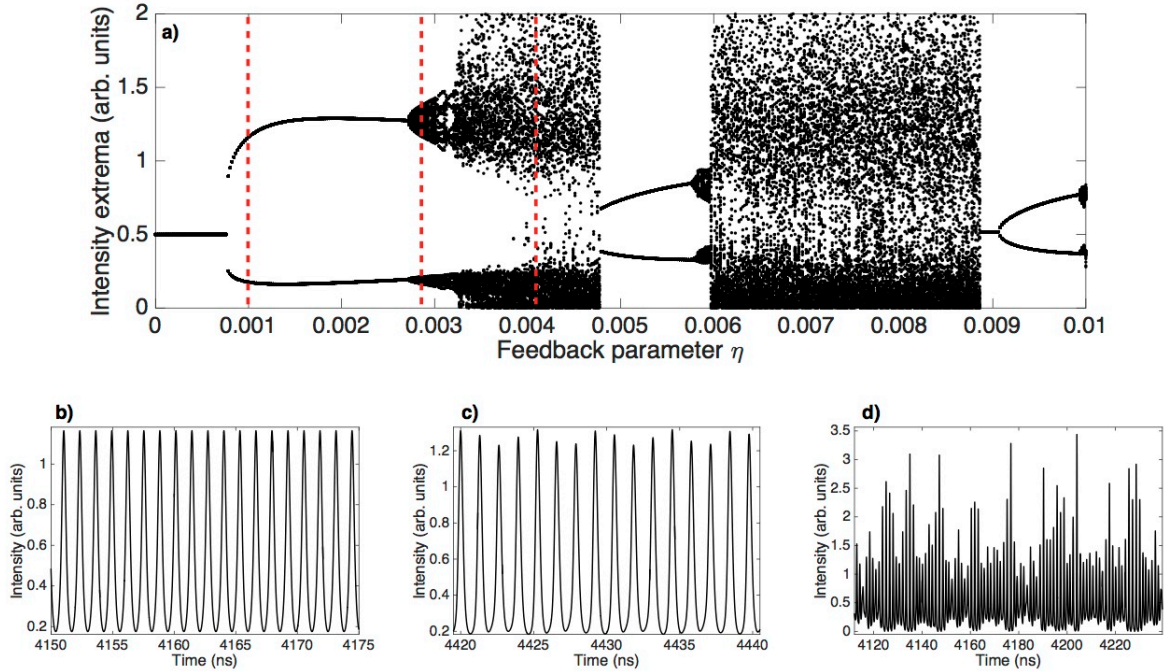 a)
Intensity extrema (arb. units)
2
1.5
1
0.5
0
0 0.001 0.002 0.003 0.004 0.005 0.006 0.007 0.008 0.009 0.01
Feedback parameter η
b)
Intensity (arb. units)
1
0.8
0.6
0.4
0.2
4150 4155 4160 4165 4170 4175
Time (ns)
c)
Intensity (arb. units)
1.2
1
0.8
0.6
0.4
0.2
4420 4425 4430 4435 4440
Time (ns)
d)
Intensity (arb. units)
3.5
3
2.5
2
1.5
1
0.5
0
4120 4140 4160 4180 4200 4220
Time (ns)